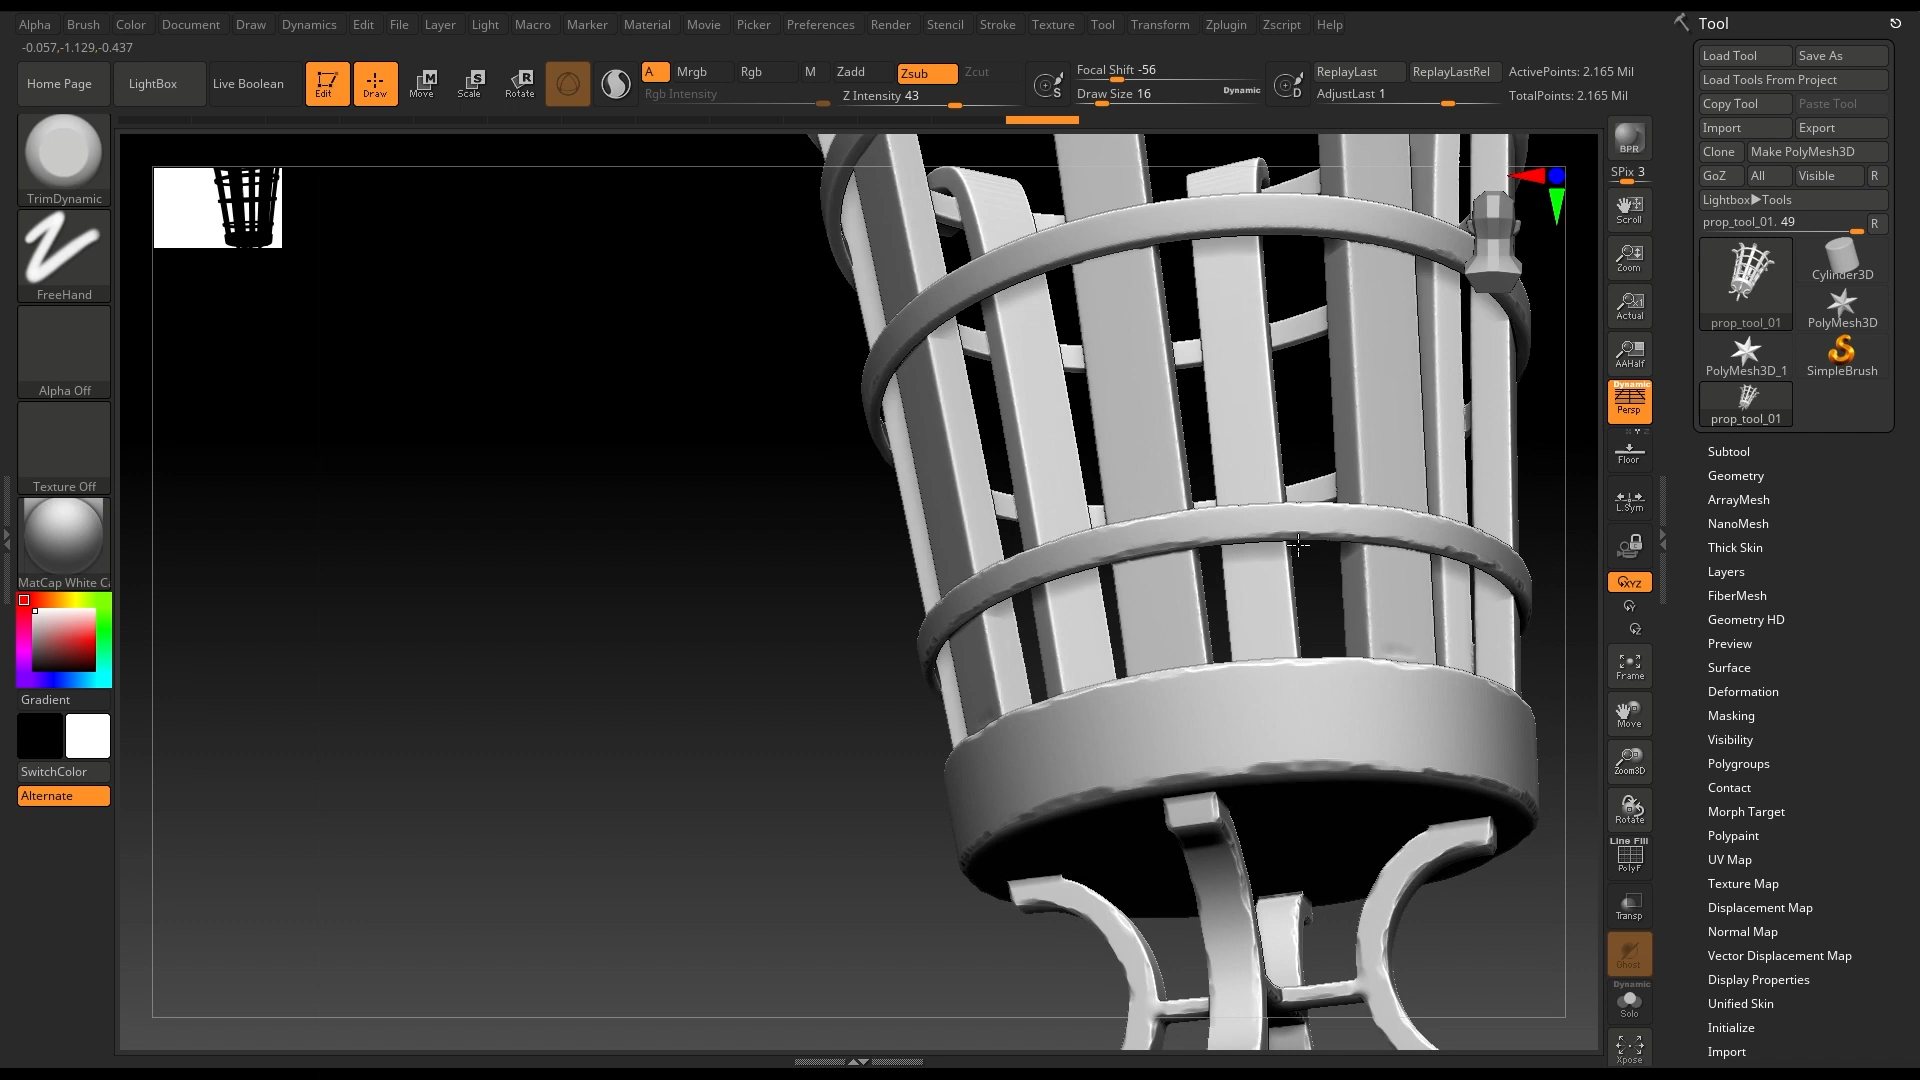 Alpha Brush Color Document Draw Dynamics Edit File Layer Light Macro Marker Material Movie Picker Preferences Render Stencil Stroke Texture Tool Transform Zplugin Zscript Help
-0.057,-1.129,-0.437
Home Page
LightBox
Live Boolean
Edit
Draw
Move
Scale
Rotate
A
Mrgb
Rgb
M
Zadd
Zsub
Zcut
Rgb Intensity
Z Intensity 43
Focal Shift -56
Draw Size 16
Dynamic
ReplayLast
ReplayLastRel
AdjustLast 1
ActivePoints: 2.165 Mil
TotalPoints: 2.165 Mil
TrimDynamic
FreeHand
Alpha Off
Texture Off
MatCap White C
Gradient
SwitchColor
Alternate
BPR
SPix 3
Scroll
Zoom
Actual
AAHalf
Dynamic
Persp
Floor
L.Sym
XYZ
Y
Z
Frame
Move
Zoom3D
Rotate
Line Fill
PolyF
Transp
Ghost
Dynamic
Solo
Xpose
Tool
Load Tool
Save As
Load Tools From Project
Copy Tool
Paste Tool
Import
Export
Clone
Make PolyMesh3D
GoZ
All
Visible
R
Lightbox▶Tools
prop_tool_01. 49
R
prop_tool_01
Cylinder3D
PolyMesh3D
PolyMesh3D_1
SimpleBrush
prop_tool_01
Subtool
Geometry
ArrayMesh
NanoMesh
Thick Skin
Layers
FiberMesh
Geometry HD
Preview
Surface
Deformation
Masking
Visibility
Polygroups
Contact
Morph Target
Polypaint
UV Map
Texture Map
Displacement Map
Normal Map
Vector Displacement Map
Display Properties
Unified Skin
Initialize
Import